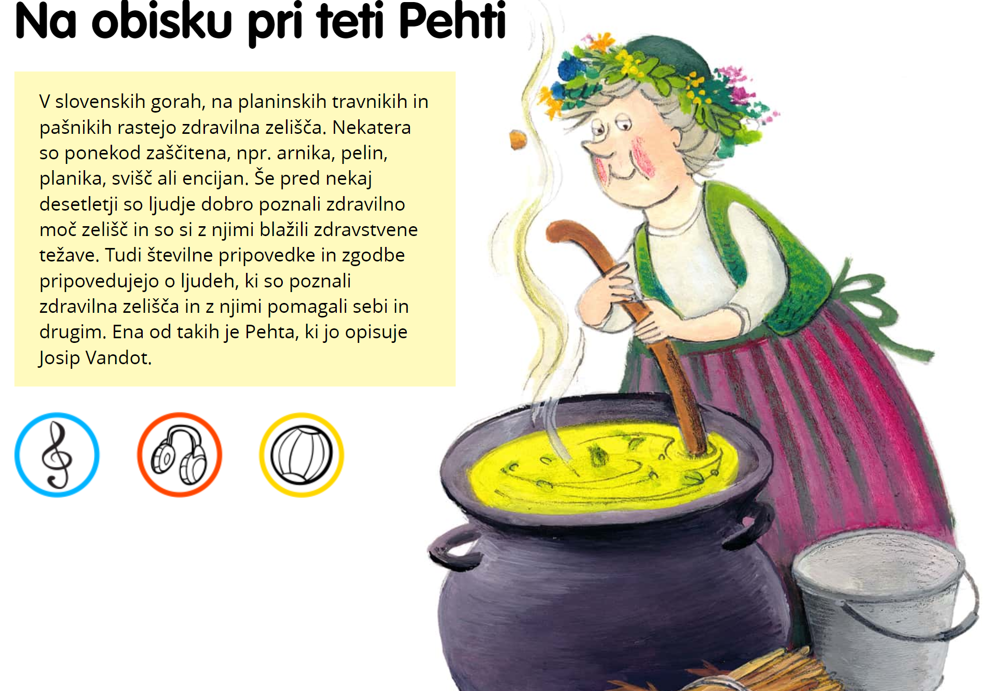 Na obisku pri teti Pehti
V slovenskih gorah, na planinskih travnikih in
pašnikih rastejo zdravilna zelišča. Nekatera
so ponekod zaščitena, npr. arnika, pelin,
planika, svišč ali encijan. Še pred nekaj
desetletji so ljudje dobro poznali zdravilno
moč zelišč in so si z njimi blažili zdravstvene
težave. Tudi številne pripovedke in zgodbe
pripovedujejo o ljudeh, ki so poznali
zdravilna zelišča in z njimi pomagali sebi in
drugim. Ena od takih je Pehta, ki jo opisuje
Josip Vandot.